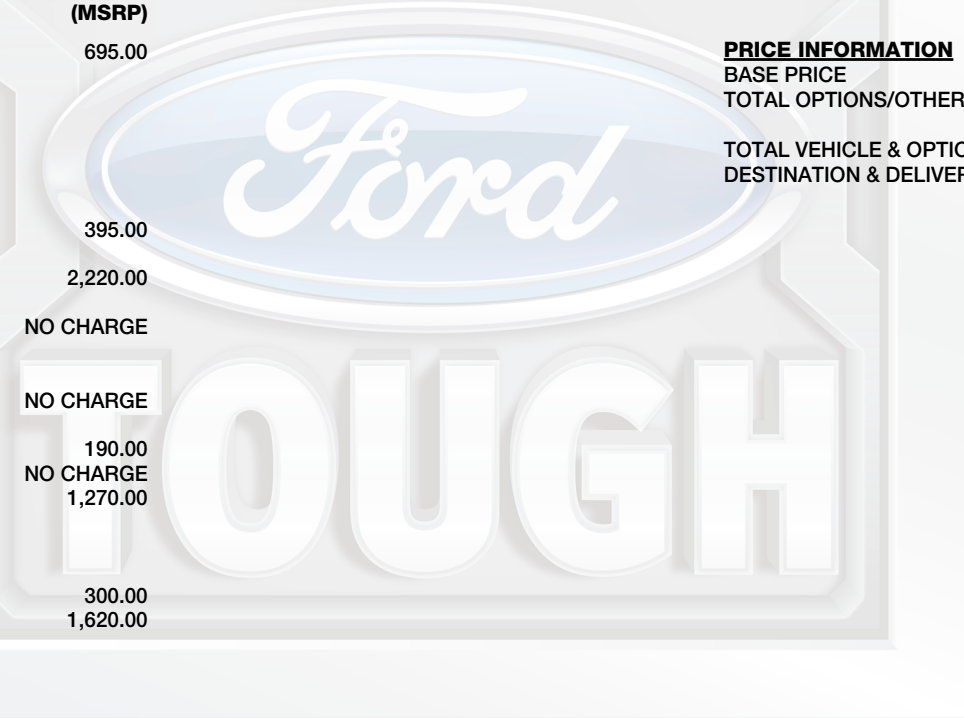 (MSRP)
695.00
395.00
2,220.00
NO CHARGE
NO CHARGE
190.00
NO CHARGE
1,270.00
300.00
1,620.00
PRICE INFORMATION
BASE PRICE
TOTAL OPTIONS/OTHER
TOTAL VEHICLE & OPTIO
DESTINATION & DELIVER
Ford
TOUGH